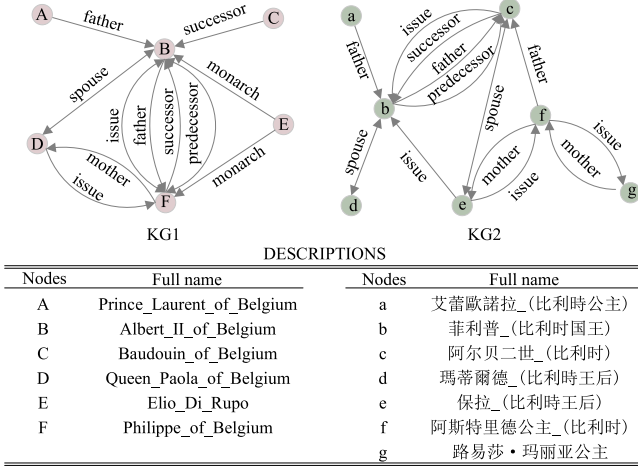 A
father
successor
C
B
spouse
issue
father
successor
predecessor
monarch
E
D
mother
issue
monarch
F
KG1
a
father
issue
successor
father
predecessor
c
b
spouse
father
f
issue
mother
g
spouse
issue
mother
issue
d
e
KG2
DESCRIPTIONS
Nodes Full name
A Prince_Laurent_of_Belgium
B Albert_II_of_Belgium
C Baudouin_of_Belgium
D Queen_Paola_of_Belgium
E Elio_Di_Rupo
F Philippe_of_Belgium
Nodes Full name
a 艾蕾歐諾拉_(比利時公主)
b 菲利普_(比利时国王)
c 阿尔贝二世_(比利时)
d 瑪蒂爾德_(比利時王后)
e 保拉_(比利時王后)
f 阿斯特里德公主_(比利时)
g 路易莎·玛丽亚公主